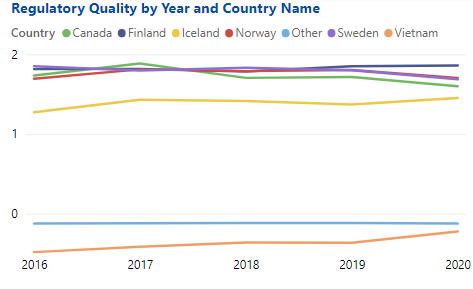 Regulatory Quality by Year and Country Name
Country Canada Finland Iceland Norway Other Sweden Vietnam
2
1
0
2016 2017 2018 2019 2020